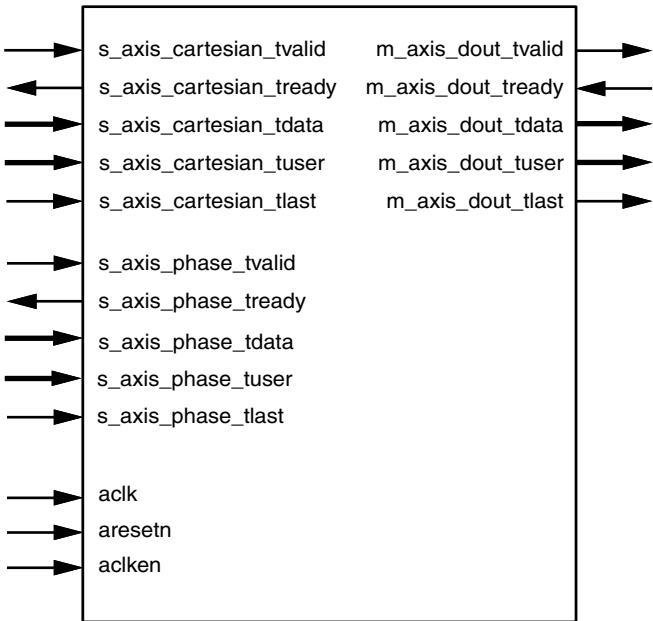 s_axis_cartesian_tvalid m_axis_dout_tvalid
s_axis_cartesian_tready m_axis_dout_tready
s_axis_cartesian_tdata m_axis_dout_tdata
s_axis_cartesian_tuser m_axis_dout_tuser
s_axis_cartesian_tlast m_axis_dout_tlast
s_axis_phase_tvalid
s_axis_phase_tready
s_axis_phase_tdata
s_axis_phase_tuser
s_axis_phase_tlast
aclk
aresetn
aclken